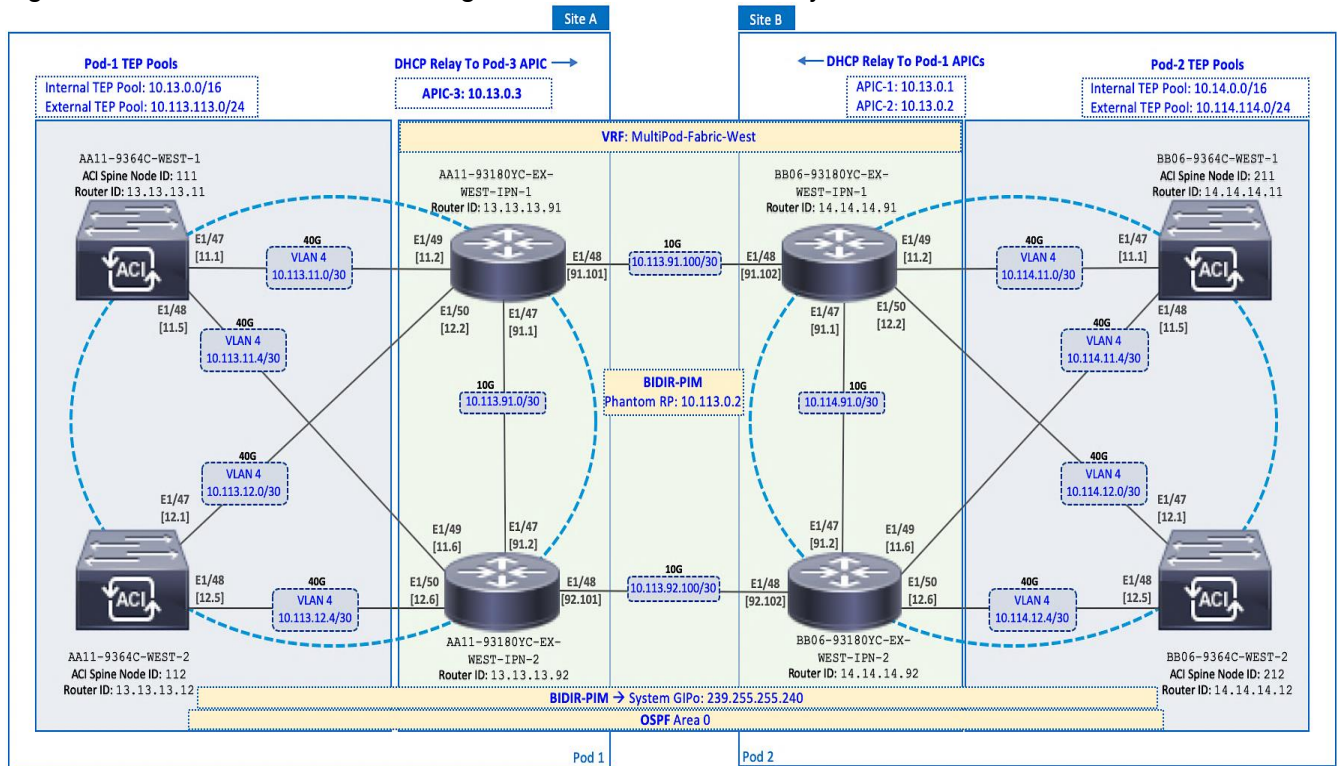 Site A
Site B
Pod-1 TEP Pools
Internal TEP Pool: 10.13.0.0/16
External TEP Pool: 10.113.113.0/24
DHCP Relay To Pod-3 APIC
APIC-3: 10.13.0.3
DHCP Relay To Pod-1 APICs
APIC-1: 10.13.0.1
APIC-2: 10.13.0.2
Pod-2 TEP Pools
Internal TEP Pool: 10.14.0.0/16
External TEP Pool: 10.114.114.0/24
VRF: MultiPod-Fabric-West
AA11-9364C-WEST-1
ACI Spine Node ID: 111
Router ID: 13.13.13.11
ACI
E1/47
[11.1]
E1/48
[11.5]
40G
VLAN 4
10.113.11.0/30
40G
VLAN 4
10.113.11.4/30
AA11-93180YC-EX-
WEST-IPN-1
Router ID: 13.13.13.91
E1/49
[11.2]
E1/50
[12.2]
E1/47
[91.1]
E1/48
[91.101]
10G
10.113.91.100/30
BB06-93180YC-EX-
WEST-IPN-1
Router ID: 14.14.14.91
E1/48
[91.102]
E1/47
[91.1]
E1/49
[11.2]
E1/50
[12.2]
40G
VLAN 4
10.114.11.0/30
40G
VLAN 4
10.114.11.4/30
BB06-9364C-WEST-1
ACI Spine Node ID: 211
Router ID: 14.14.14.11
E1/47
[11.1]
E1/48
[11.5]
ACI
10G
10.113.91.0/30
BIDIR-PIM
Phantom RP: 10.113.0.2
10G
10.114.91.0/30
40G
VLAN 4
10.113.12.0/30
E1/47
[12.1]
ACI
E1/48
[12.5]
40G
VLAN 4
10.113.12.4/30
AA11-9364C-WEST-2
ACI Spine Node ID: 112
Router ID: 13.13.13.12
E1/49
[11.6]
E1/50
[12.6]
E1/47
[91.2]
E1/48
[92.101]
AA11-93180YC-EX-
WEST-IPN-2
Router ID: 13.13.13.92
10G
10.113.92.100/30
E1/48
[92.102]
E1/47
[91.2]
E1/49
[11.6]
E1/50
[12.6]
BB06-93180YC-EX-
WEST-IPN-2
Router ID: 14.14.14.92
40G
VLAN 4
10.114.12.0/30
40G
VLAN 4
10.114.12.4/30
E1/47
[12.1]
E1/48
[12.5]
ACI
BB06-9364C-WEST-2
ACI Spine Node ID: 212
Router ID: 14.14.14.12
BIDIR-PIM → System GIPo: 239.255.255.240
OSPF Area 0
Pod 1
Pod 2